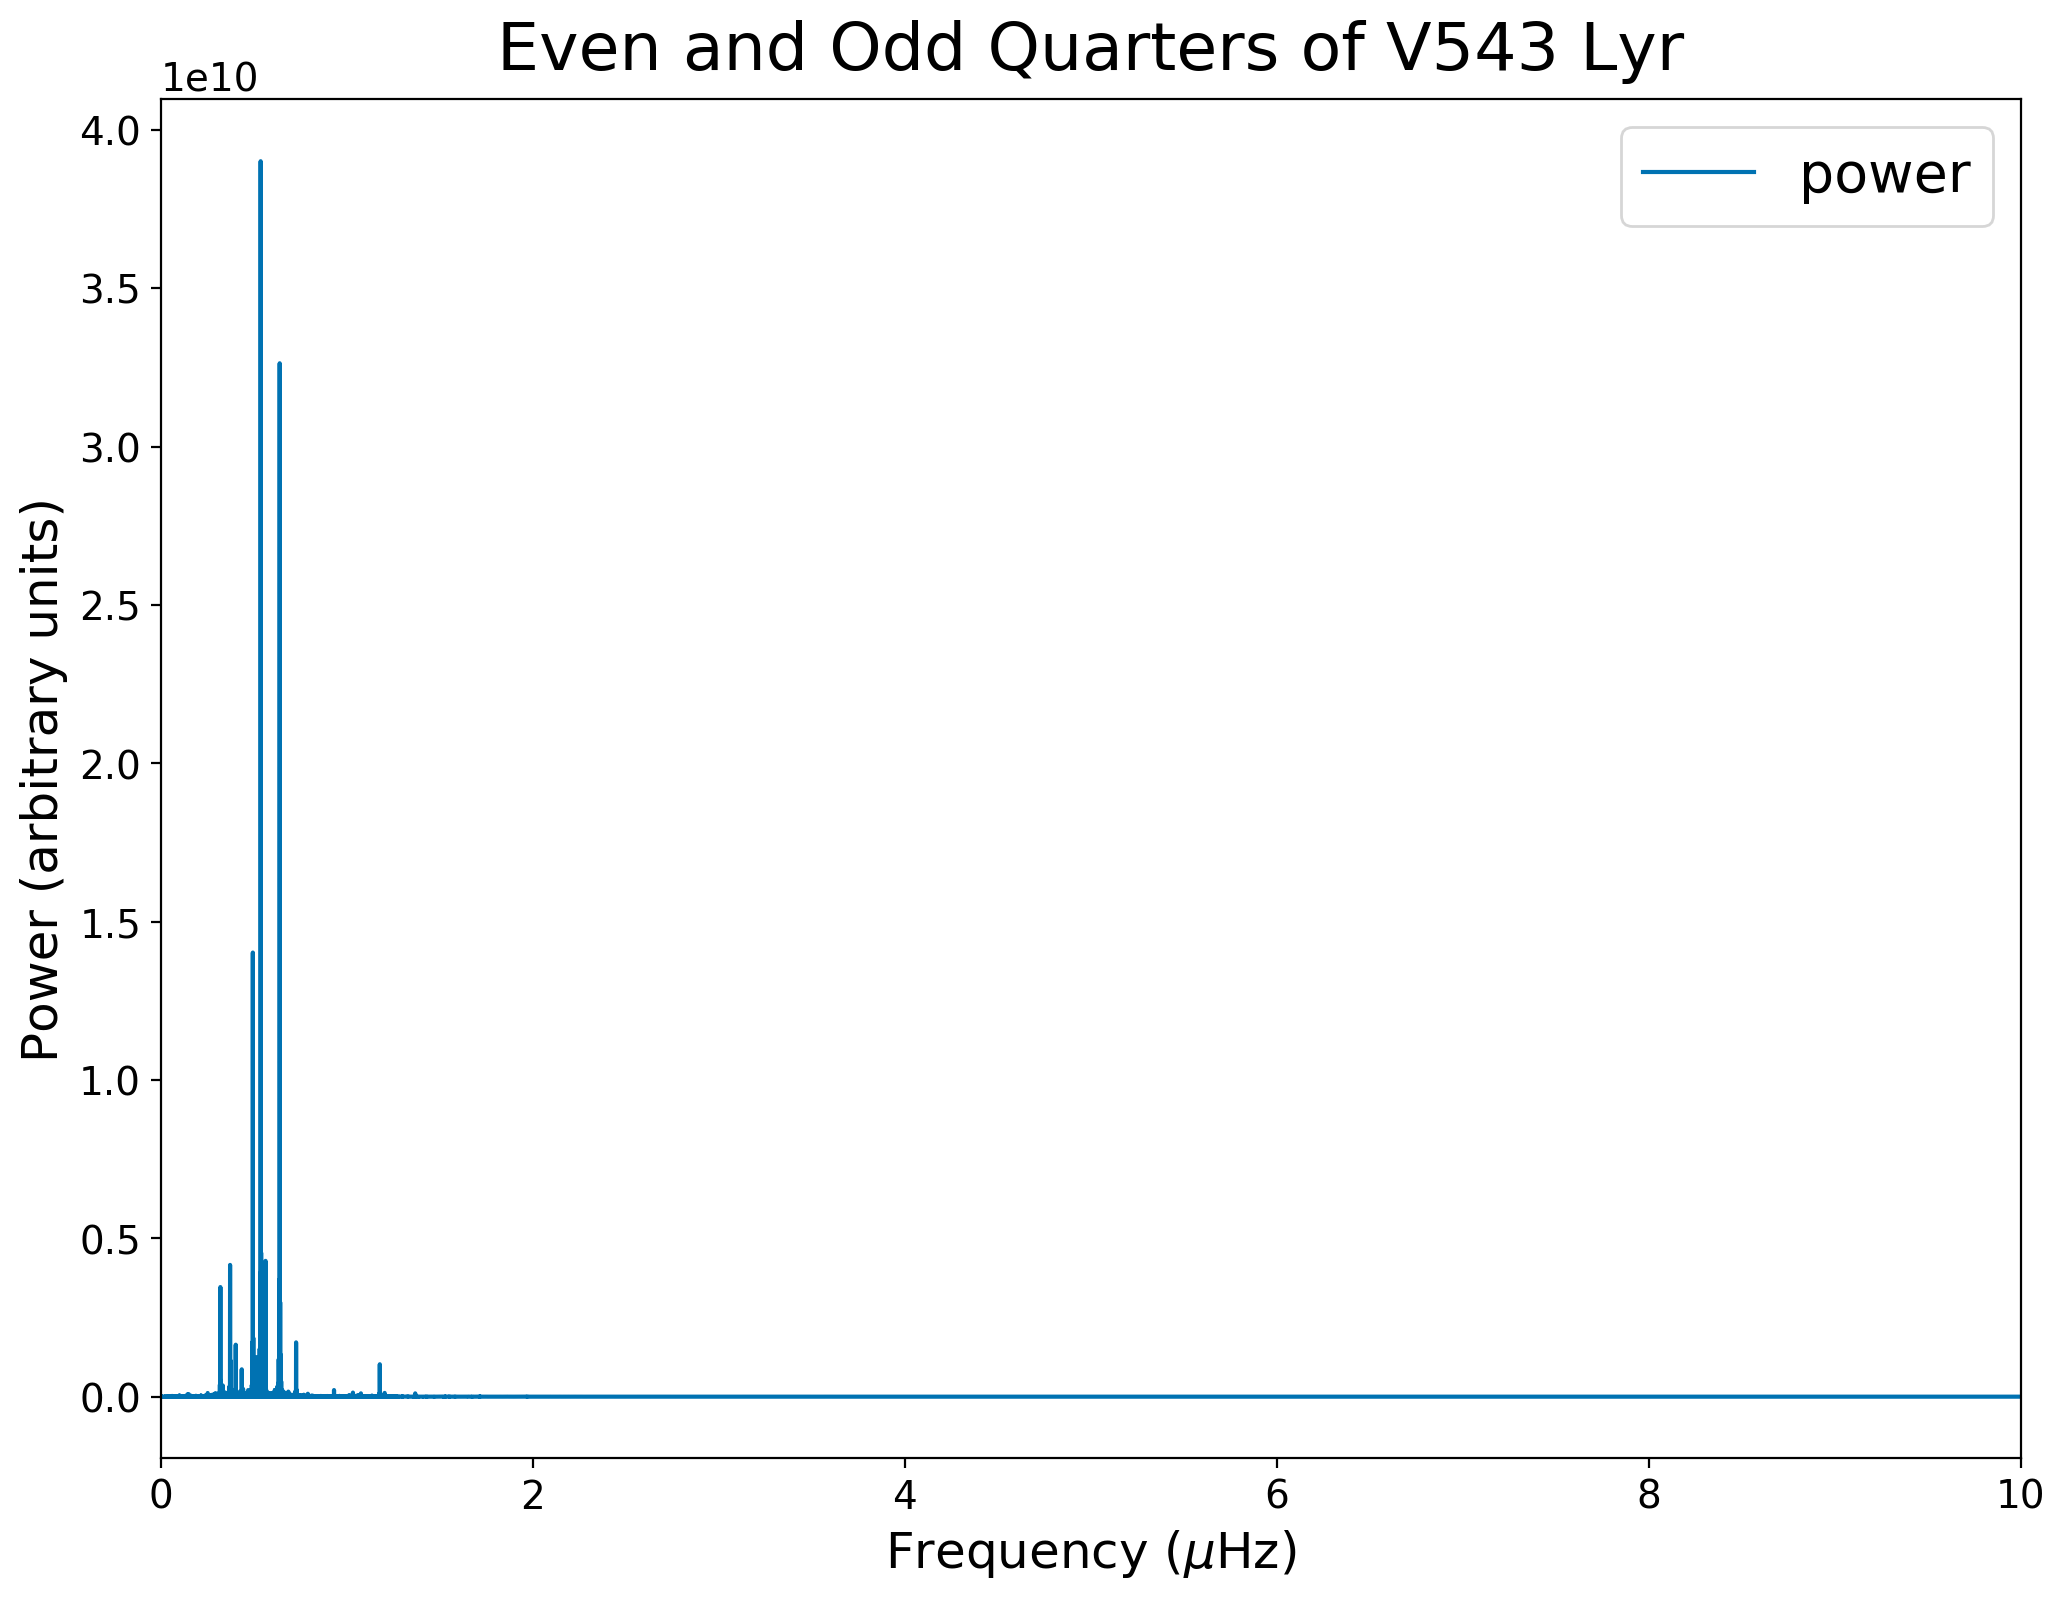 Even and Odd Quarters of V543 Lyr
1e10
4.0
3.5
3.0
2.5
2.0
1.5
1.0
0.5
0.0
Power (arbitrary units)
power
0 2 4 6 8 10
Frequency (μHz)